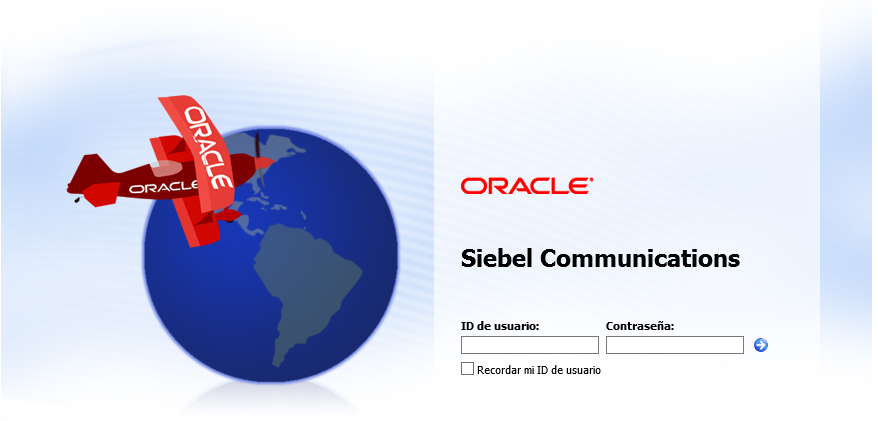 ORACLE
ORACLE
ORACLE®
Siebel Communications
ID de usuario: Contraseña:
Recordar mi ID de usuario